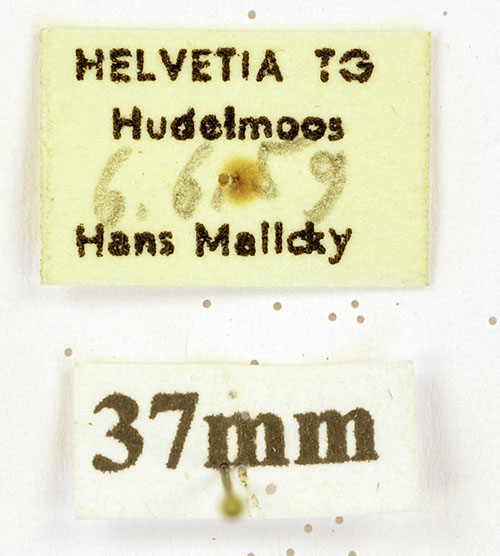 HELVETIA TG
Hudelmoos
6.6.59
Hans Malicky
37mm